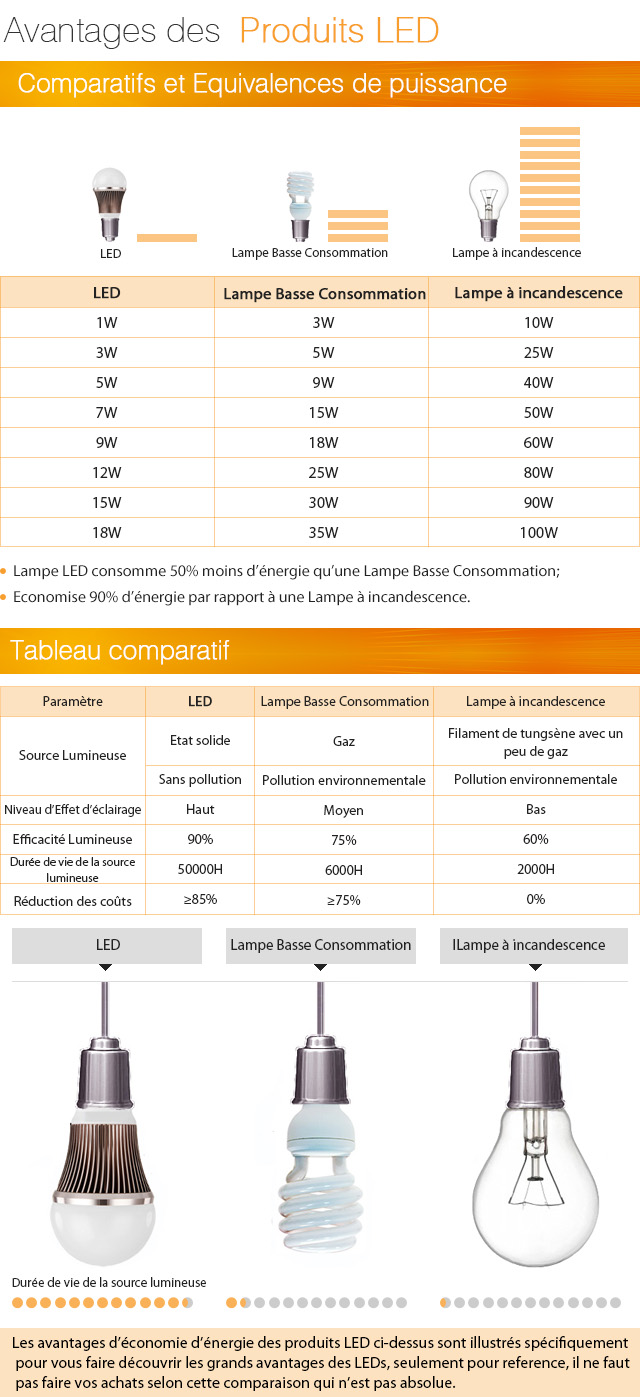 Avantages des Produits LED
Comparatifs et Equivalences de puissance
LED
Lampe Basse Consommation
Lampe à incandescence
LED Lampe Basse Consommation Lampe à incandescence
1W 3W 10W
3W 5W 25W
5W 9W 40W
7W 15W 50W
9W 18W 60W
12W 25W 80W
15W 30W 90W
18W 35W 100W
Lampe LED consomme 50% moins d'énergie qu'une Lampe Basse Consommation;
Economise 90% d'énergie par rapport à une Lampe à incandescence.
Tableau comparatif
Paramètre LED Lampe Basse Consommation Lampe à incandescence
Source Lumineuse
Etat solide
Gaz
Filament de tungsène avec un
peu de gaz
Sans pollution Pollution environnementale Pollution environnementale
Niveau d'Effet d'éclairage Haut Moyen Bas
Efficacité Lumineuse 90% 75% 60%
Durée de vie de la source
lumineuse
50000H 6000H 2000H
Réduction des coûts ≥85% ≥75% 0%
LED
Lampe Basse Consommation
ILampe à incandescence
Durée de vie de la source lumineuse
Les avantages d'économie d'énergie des produits LED ci-dessus sont illustrés spécifiquement
pour vous faire découvrir les grands avantages des LEDs, seulement pour reference, il ne faut
pas faire vos achats selon cette comparaison qui n'est pas absolue.